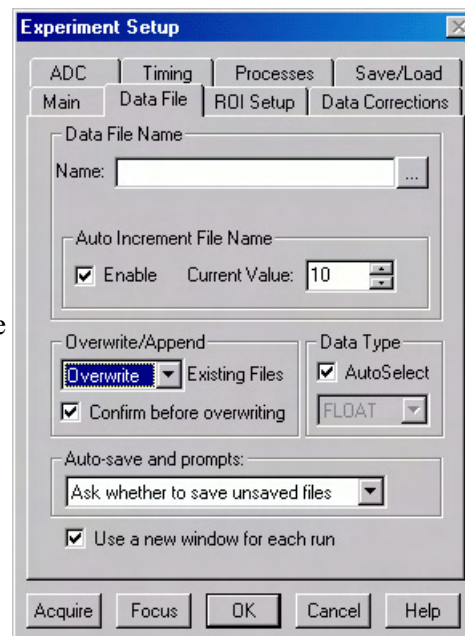 Experiment Setup
ADC Timing Processes Save/Load
Main Data File ROI Setup Data Corrections
Data File Name
Name: ...
Auto Increment File Name
Enable Current Value: 10
e
Overwrite/Append Data Type
Overwrite Existing Files AutoSelect
Confirm before overwriting FLOAT
Auto-save and prompts:
Ask whether to save unsaved files
Use a new window for each run
Acquire Focus OK Cancel Help